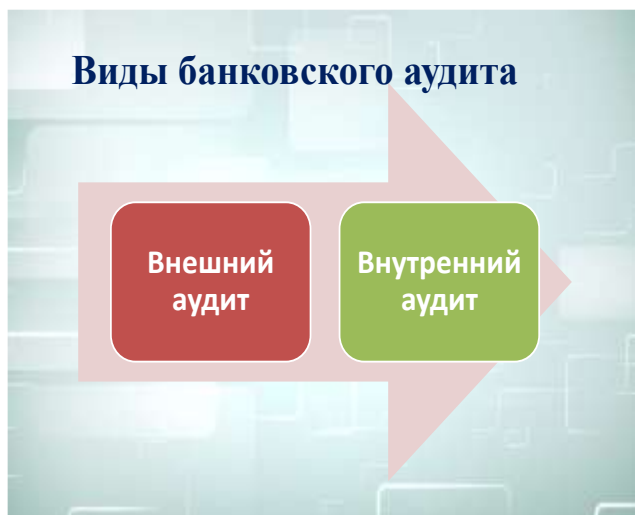 Виды банковского аудита
Внешний
аудит
Внутренний
аудит